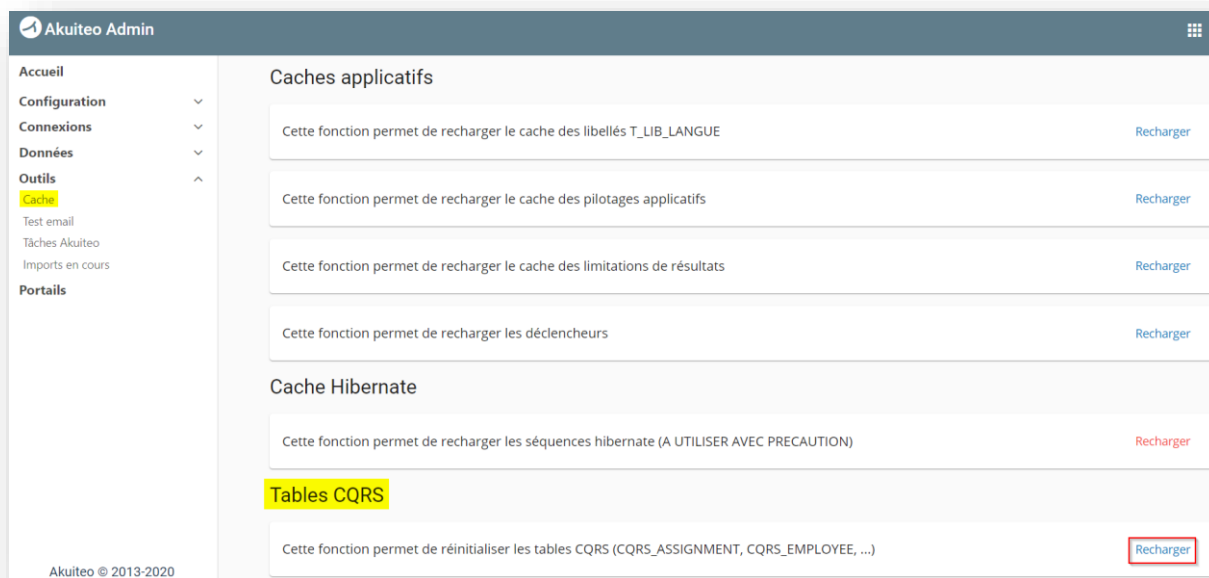 Akuiteo Admin
Accueil
Configuration
Connexions
Données
Outils
Cache
Test email
Tâches Akuiteo
Imports en cours
Portails
Akuiteo © 2013-2020
Caches applicatifs
Cette fonction permet de recharger le cache des libellés T_LIB_LANGUE Recharger
Cette fonction permet de recharger le cache des pilotages applicatifs Recharger
Cette fonction permet de recharger le cache des limitations de résultats Recharger
Cette fonction permet de recharger les déclencheurs Recharger
Cache Hibernate
Cette fonction permet de recharger les séquences hibernate (A UTILISER AVEC PRECAUTION) Recharger
Tables CQRS
Cette fonction permet de réinitialiser les tables CQRS (CQRS_ASSIGNMENT, CQRS_EMPLOYEE, ...) Recharger